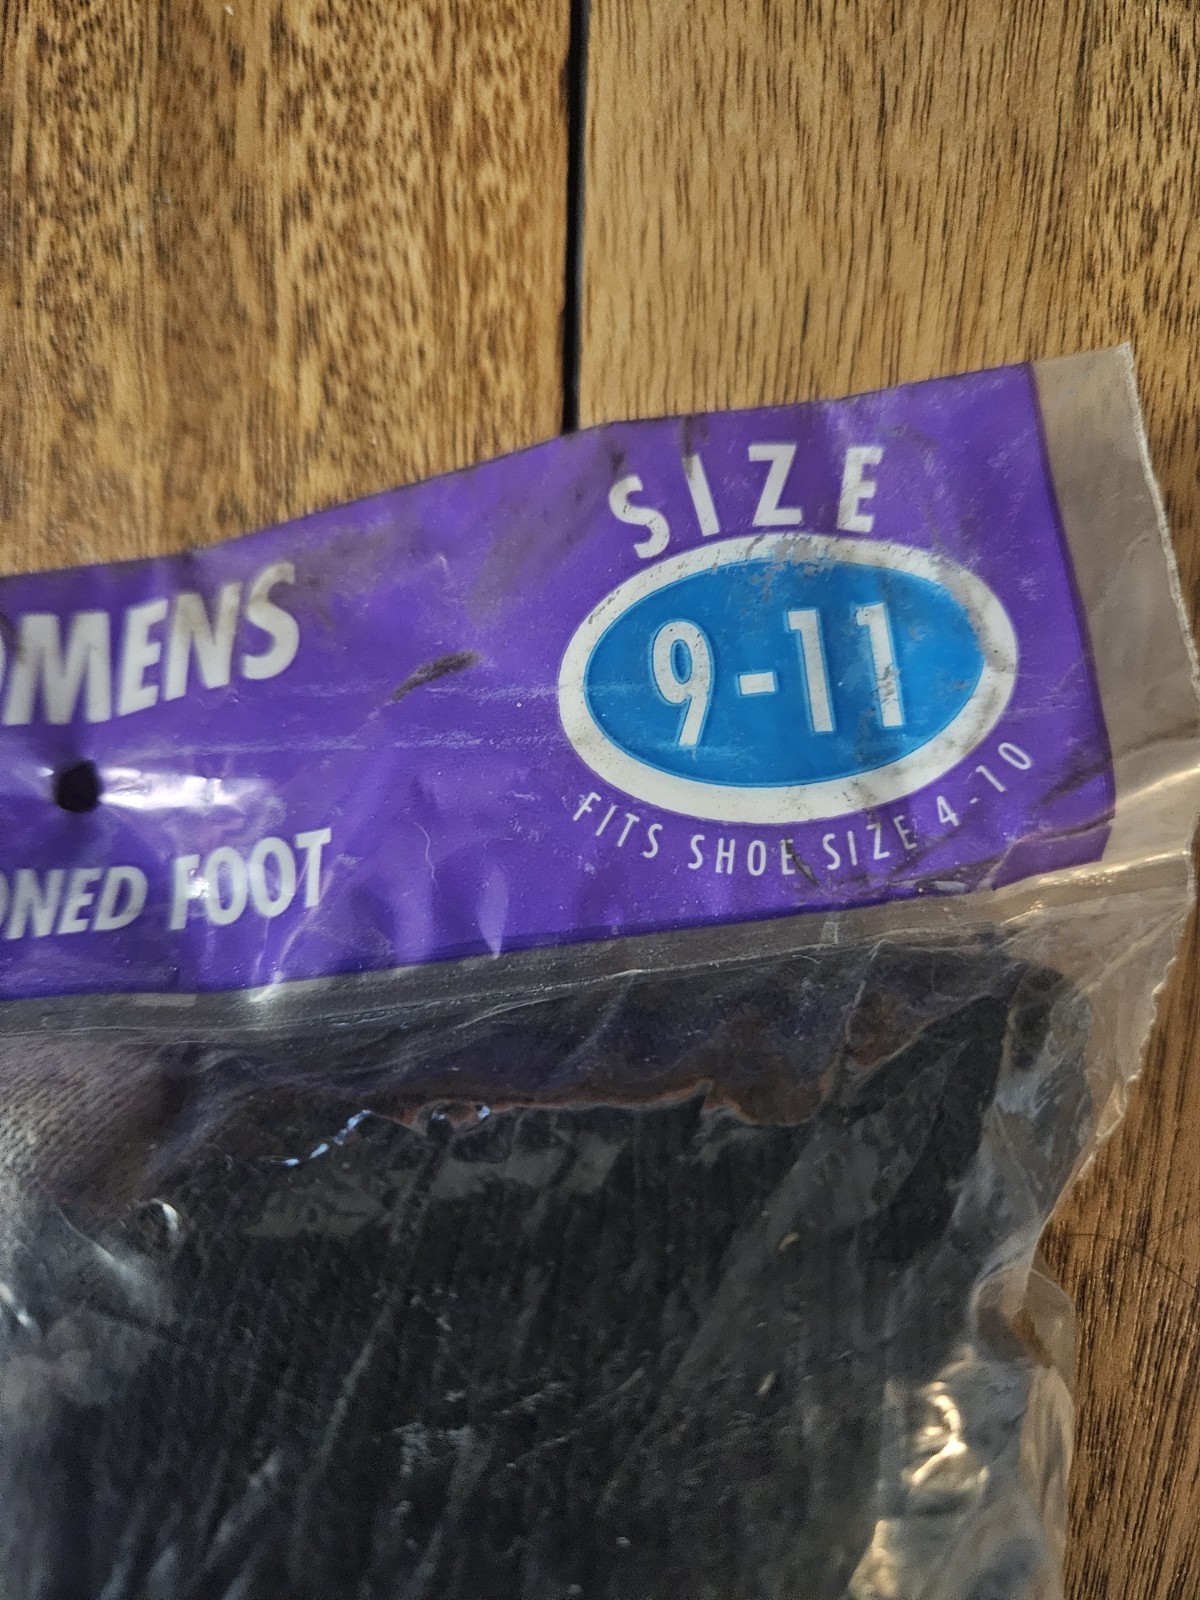 SIZE
9-11
FITS SHOE SIZE 4-10
OMENS
ONED FOOT